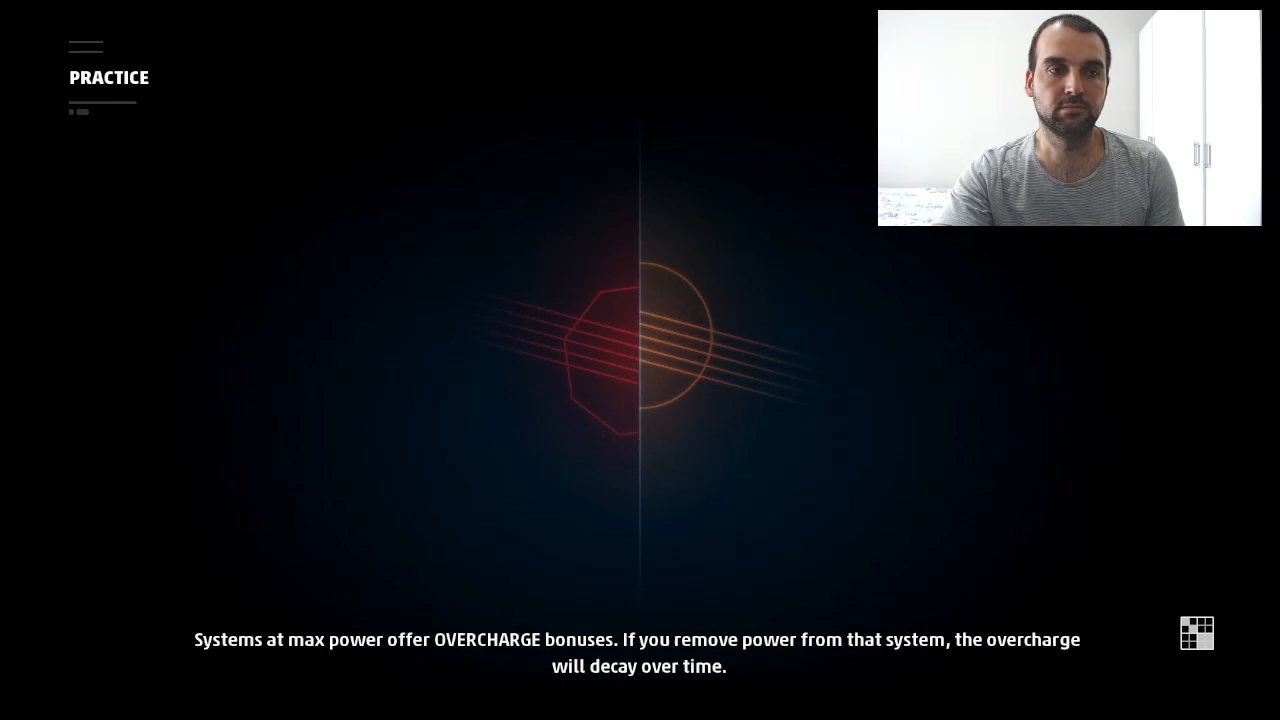 PRACTICE
Systems at max power offer OVERCHARGE bonuses. If you remove power from that system, the overcharge
will decay over time.